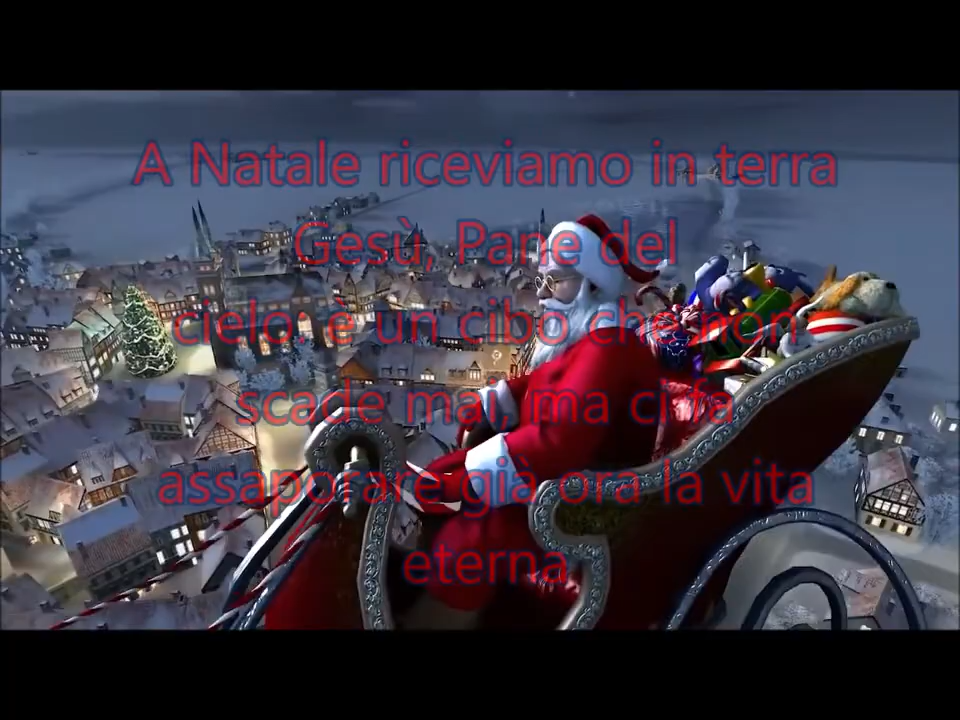 A Natale riceviamo in terra
Gesù, Pane del
cielo: è un cibo che non
scade mai, ma ci fa
assaporare già ora la vita
eterna